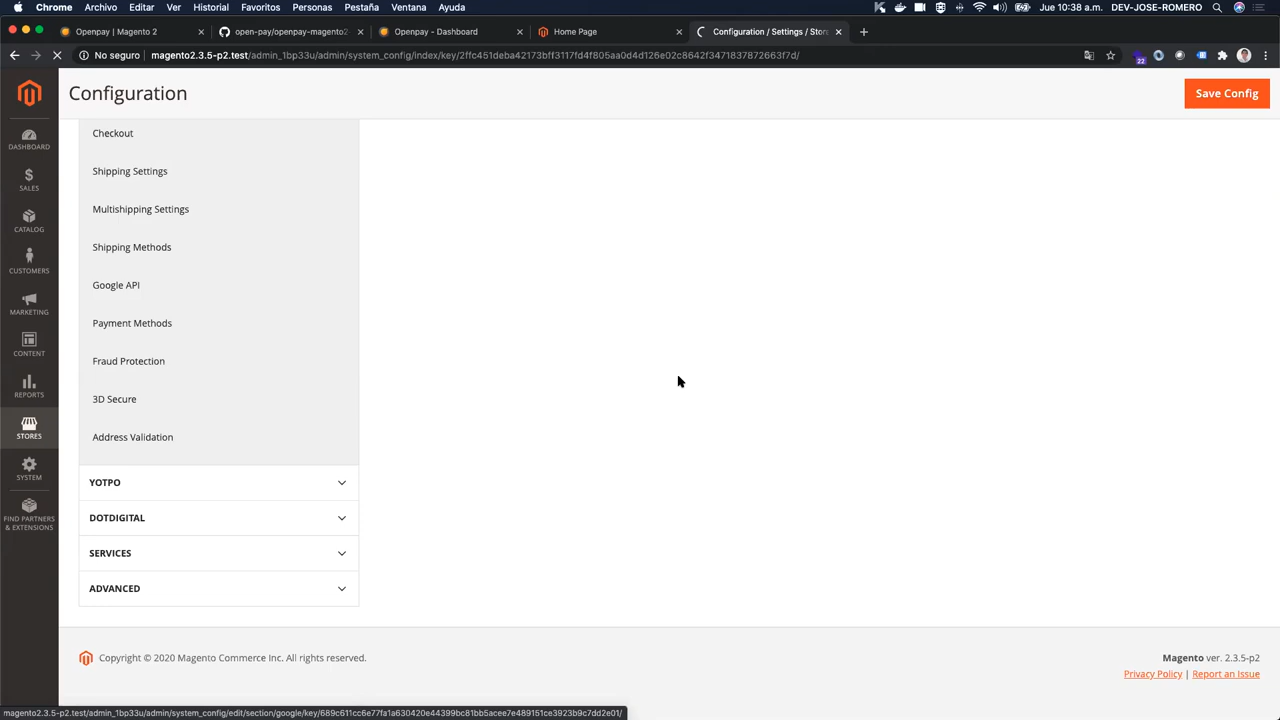 Chrome Archivo Editar Ver Historial Favoritos Personas Pestaña Ventana Ayuda Jue 10:38 a.m. DEV-JOSE-ROMERO
Openpay | Magento 2 open-pay/openpay-magento2 Openpay - Dashboard Home Page Configuration / Settings / Stor
No seguro magento2.3.5-p2.test/admin_1bp33u/admin/system_config/index/key/2ffc451deba42173bff3117fd4f805aa0d4d126e02c8642f3471837872663f7d/
22
Configuration
Save Config
DASHBOARD
SALES
CATALOG
CUSTOMERS
MARKETING
CONTENT
REPORTS
STORES
SYSTEM
FIND PARTNERS
& EXTENSIONS
Checkout
Shipping Settings
Multishipping Settings
Shipping Methods
Google API
Payment Methods
Fraud Protection
3D Secure
Address Validation
YOTPO
DOTDIGITAL
SERVICES
ADVANCED
Copyright © 2020 Magento Commerce Inc. All rights reserved.
Magento ver. 2.3.5-p2
Privacy Policy | Report an Issue
magento2.3.5-p2.test/admin_1bp33u/admin/system_config/edit/section/google/key/689c611cc6e77fa1a630420e44399bc81bb5acee7e489151ce3923b9c7dd2e01/